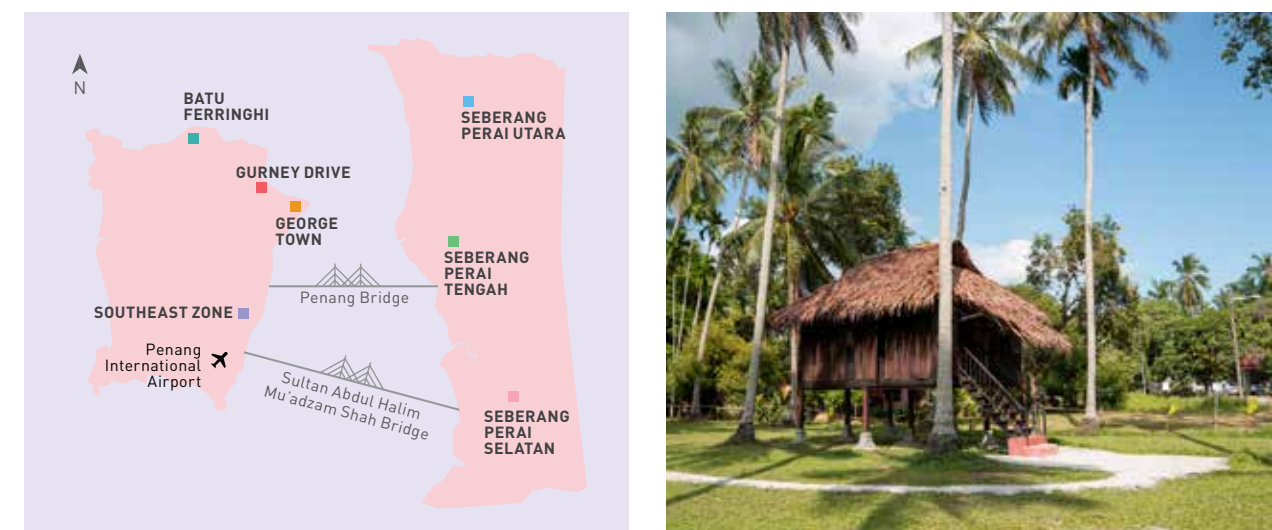 N
BATU
FERRINGHI
SEBERANG
PERAI UTARA
GURNEY DRIVE
GEORGE
TOWN
SEBERANG
PERAI
TENGAH
Penang Bridge
SOUTHEAST ZONE
Penang
International
Airport
Sultan Abdul Halim
Mu'adzam Shah Bridge
SEBERANG
PERAI
SELATAN